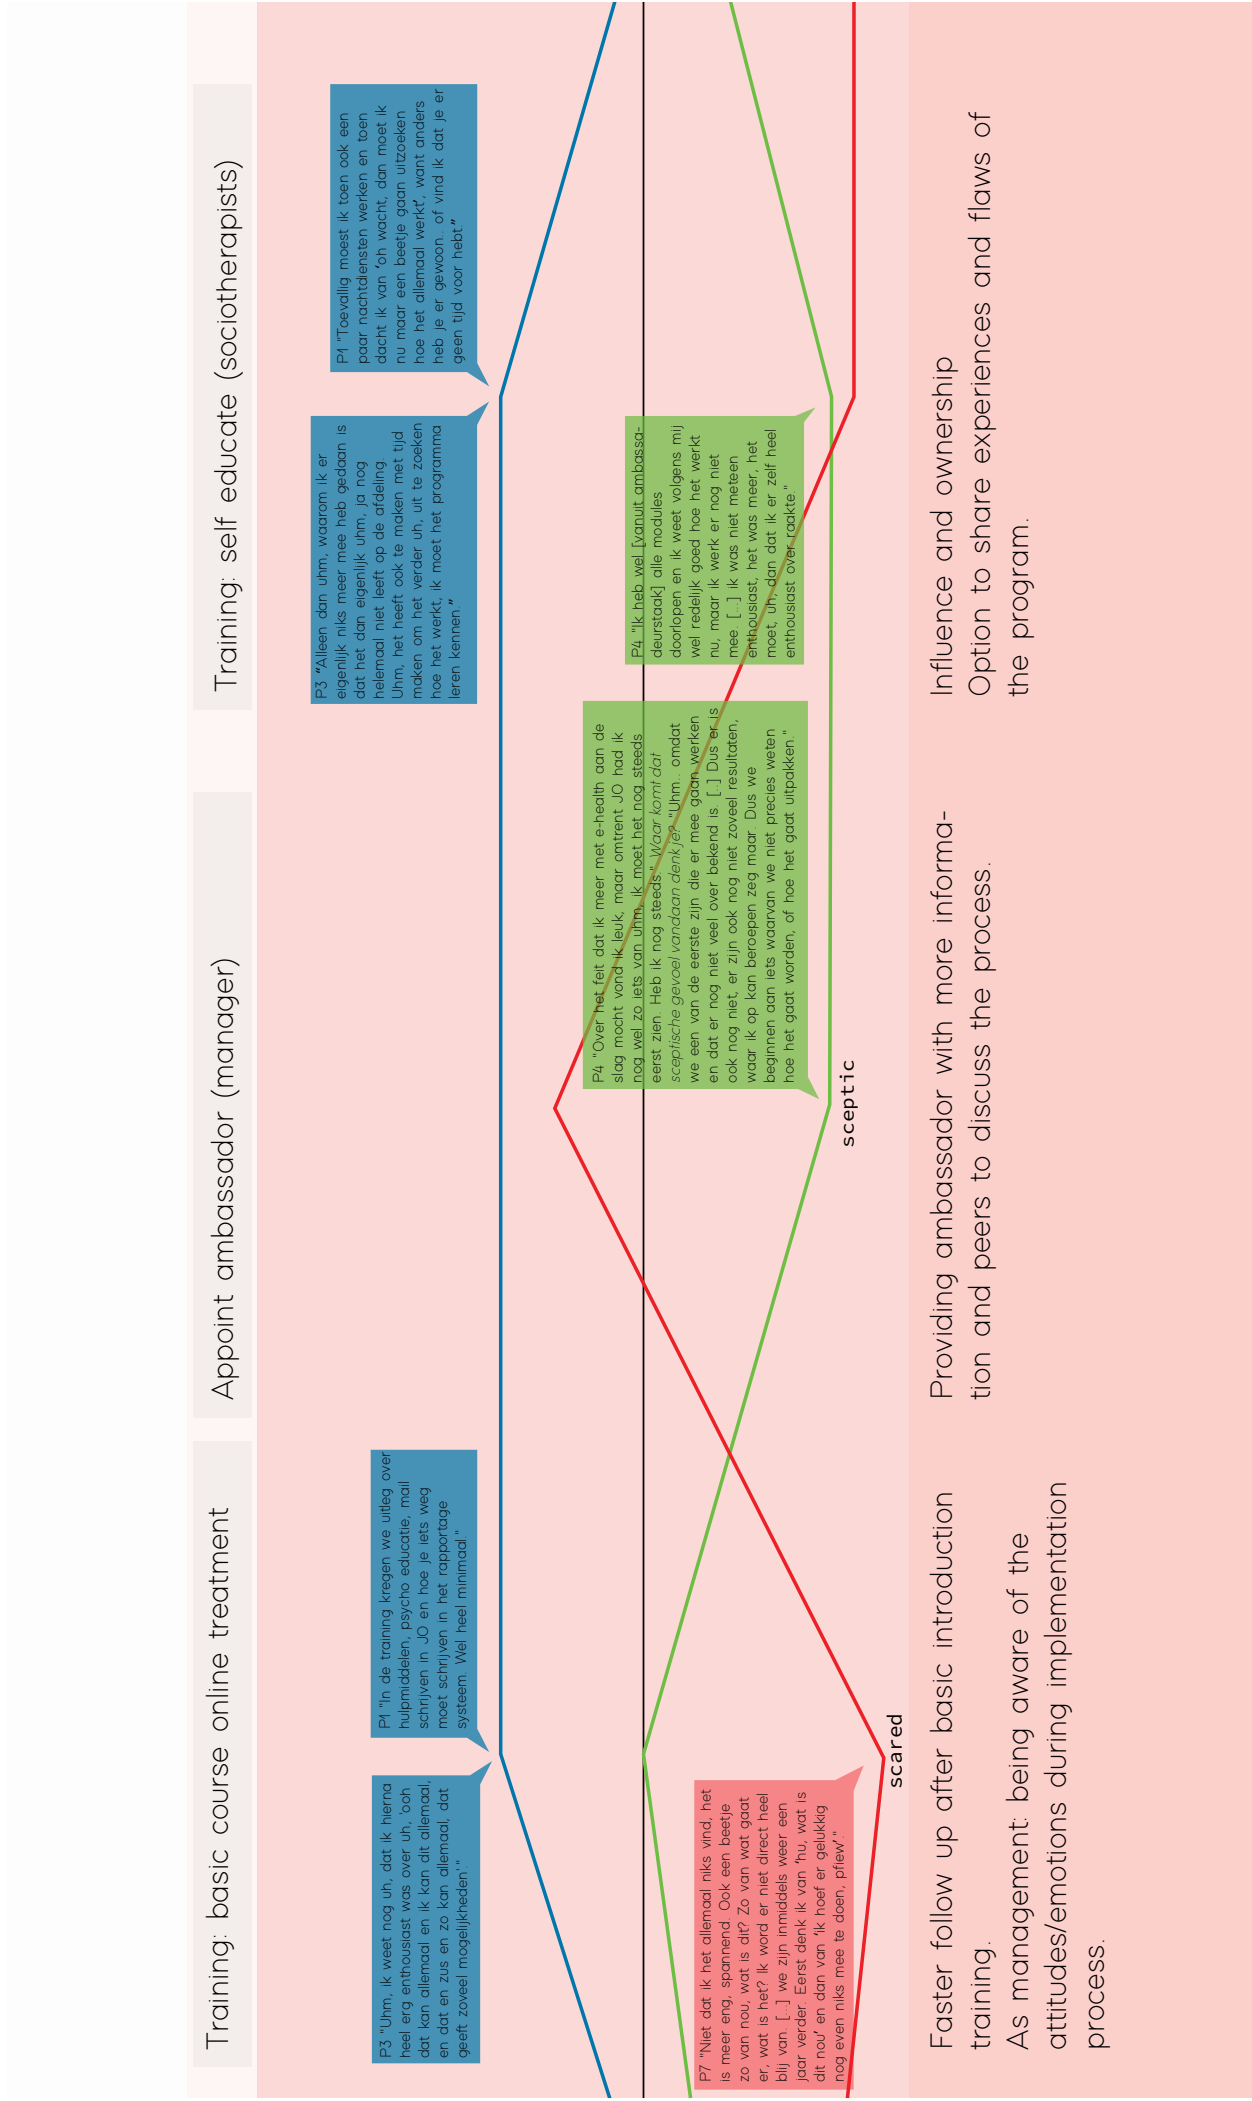 Training: basic course online treatment
Appoint ambassador (manager)
Training: self educate (sociotherapists)
P3 "Uhm, ik weet nog uh, dat ik hierna
heel erg enthousiast was over uh, 'ooh
dat kan allemaal en ik kan dit allemaal,
en dat en zus en zo kan allemaal, dat
geeft zoveel mogelijkheden'."
P1 "In de training kregen we uitleg over
hulpmiddelen, psycho educatie, mail
schrijven in JO en hoe je iets weg
moet schrijven in het rapportage
systeem. Wel heel minimaal."
P3 "Alleen dan uhm, waarom ik er
eigenlijk niks meer mee heb gedaan is
dat het dan eigenlijk uhm, ja nog
helemaal niet leeft op de afdeling.
Uhm, het heeft ook te maken met tijd
maken om het verder uh, uit te zoeken
hoe het werkt, ik moet het programma
leren kennen."
P1 "Toevallig moest ik toen ook een
paar nachtdiensten werken en toen
dacht ik van 'oh wacht, dan moet ik
nu maar een beetje gaan uitzoeken
hoe het allemaal werkt', want anders
heb je er gewoon.. of vind ik dat je er
geen tijd voor hebt."
P7 "Niet dat ik het allemaal niks vind, het
is meer eng, spannend. Ook een beetje
zo van nou, wat is dit? Zo van wat gaat
er, wat is het? Ik word er niet direct heel
blij van. [...] we zijn inmiddels weer een
jaar verder. Eerst denk ik van 'hu, wat is
dit nou' en dan van 'ik hoef er gelukkig
nog even niks mee te doen, pfiew'."
scared
P4 "Over het feit dat ik meer met e-health aan de
slag mocht vond ik leuk, maar omtrent JO had ik
nog wel zo iets van uhm, ik moet het nog steeds
eerst zien. Heb ik nog steeds." Waar komt dat
sceptische gevoel vandaan denk je? "Uhm.. omdat
we een van de eerste zijn die er mee gaan werken
en dat er nog niet veel over bekend is. [..] Dus er is
ook nog niet, er zijn ook nog niet zoveel resultaten,
waar ik op kan beroepen zeg maar. Dus we
beginnen aan iets waarvan we niet precies weten
hoe het gaat worden, of hoe het gaat uitpakken."
sceptic
P4 "Ik heb wel [vanuit ambassa-
deurstaak] alle modules
doorlopen en ik weet volgens mij
wel redelijk goed hoe het werkt
nu, maar ik werk er nog niet
mee. [...] ik was niet meteen
enthousiast, het was meer, het
moet, uh, dan dat ik er zelf heel
enthousiast over raakte."
Faster follow up after basic introduction
training.
As management: being aware of the
attitudes/emotions during implementation
process.
Providing ambassador with more informa-
tion and peers to discuss the process.
Influence and ownership
Option to share experiences and flaws of
the program.